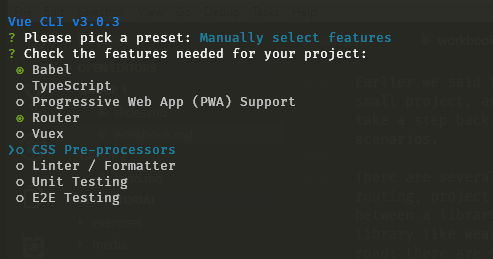 Vue CLI v3.0.3
? Please pick a preset: Manually select features
? Check the features needed for your project:
◉ Babel
○ TypeScript
○ Progressive Web App (PWA) Support
◉ Router
○ Vuex
❯○ CSS Pre-processors
○ Linter / Formatter
○ Unit Testing
○ E2E Testing